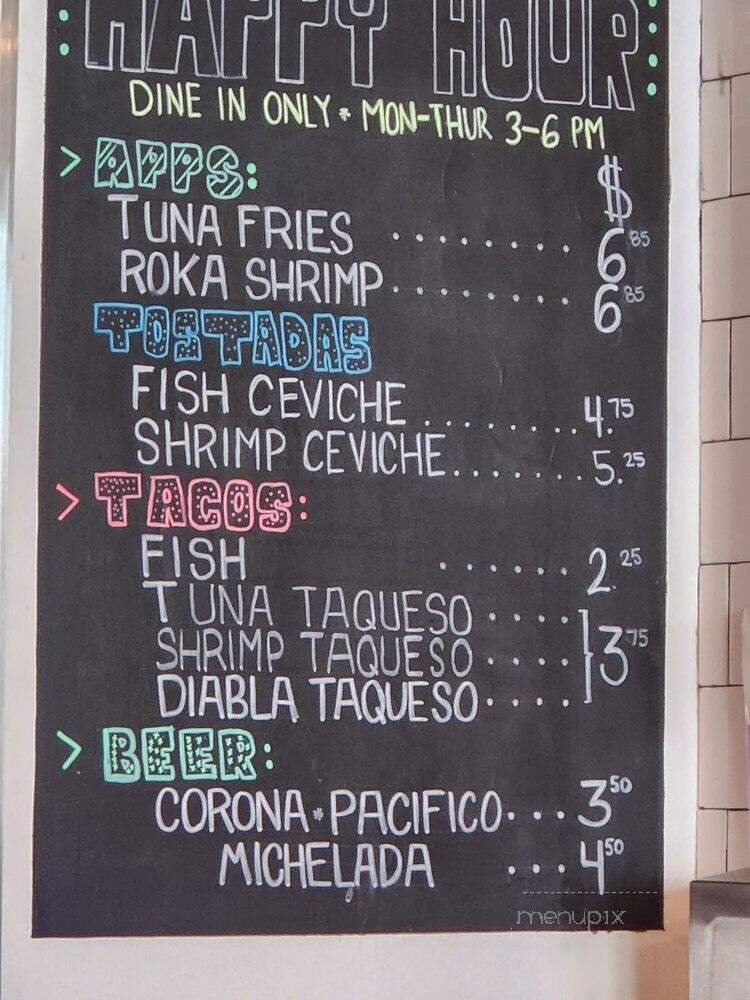 HAPPY HOUR
DINE IN ONLY * MON-THUR 3-6 PM
> APPS: $
TUNA FRIES ........ 6 85
ROKA SHRIMP ........ 6 85
TOSTADAS
FISH CEVICHE ........ 4.75
SHRIMP CEVICHE ....... 5.25
> TACOS:
FISH ...... 2.25
TUNA TAQUESO ....
SHRIMP TAQUESO .... } 3 75
DIABLA TAQUESO ....
> BEER:
CORONA * PACIFICO ... 3 50
MICHELADA ... 4 50
menupix